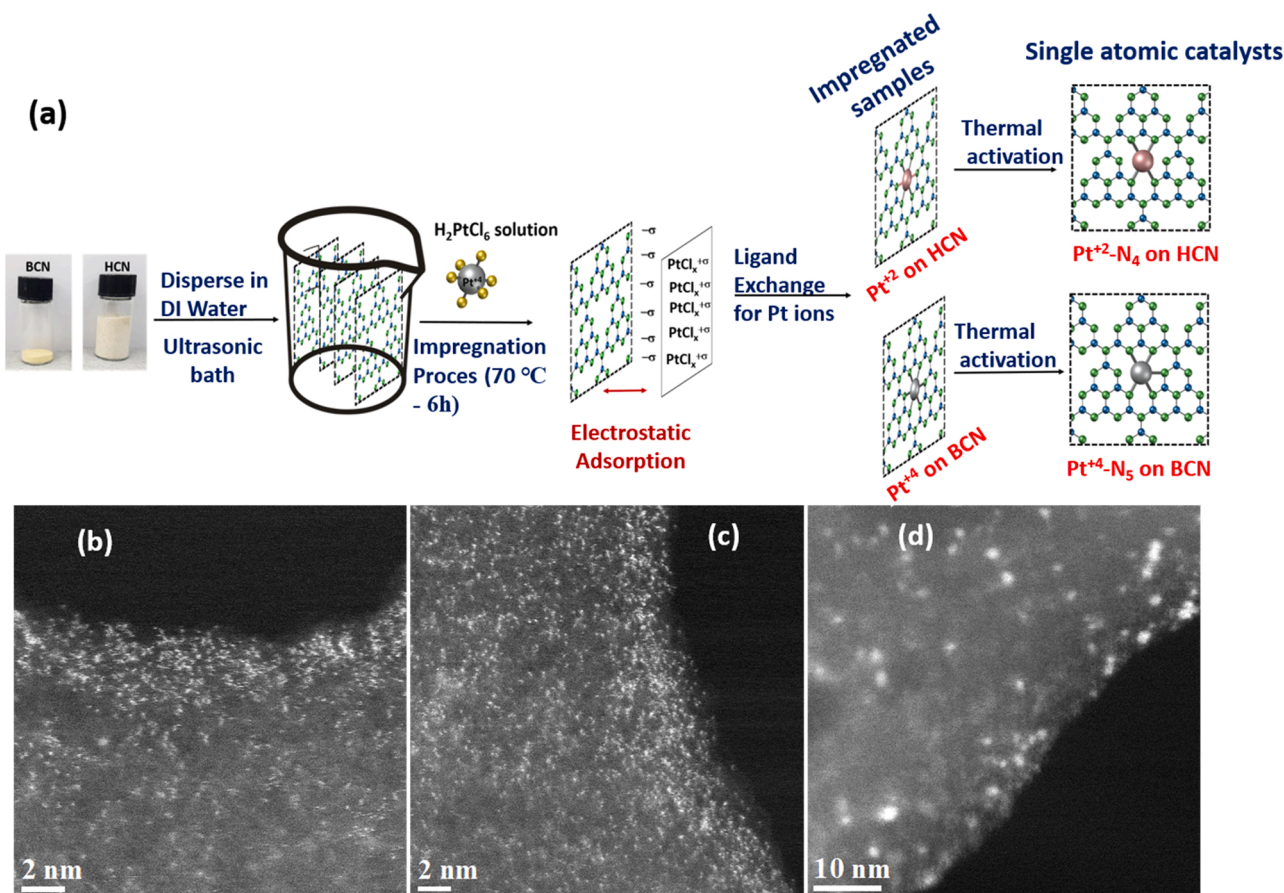 (a)
BCN
HCN
Disperse in
DI Water
Ultrasonic
bath
H2PtCl6 solution
Pt+4
Impregnation
Proces (70 °C
- 6h)
–σ
–σ
–σ
–σ
–σ
–σ
PtClx+σ
PtClx+σ
PtClx+σ
PtClx+σ
PtClx+σ
Electrostatic
Adsorption
Ligand
Exchange
for Pt ions
Impregnated
samples
Pt+2 on HCN
Pt+4 on BCN
Thermal
activation
Thermal
activation
Single atomic catalysts
Pt+2-N4 on HCN
Pt+4-N5 on BCN
(b)
2 nm
(c)
2 nm
(d)
10 nm